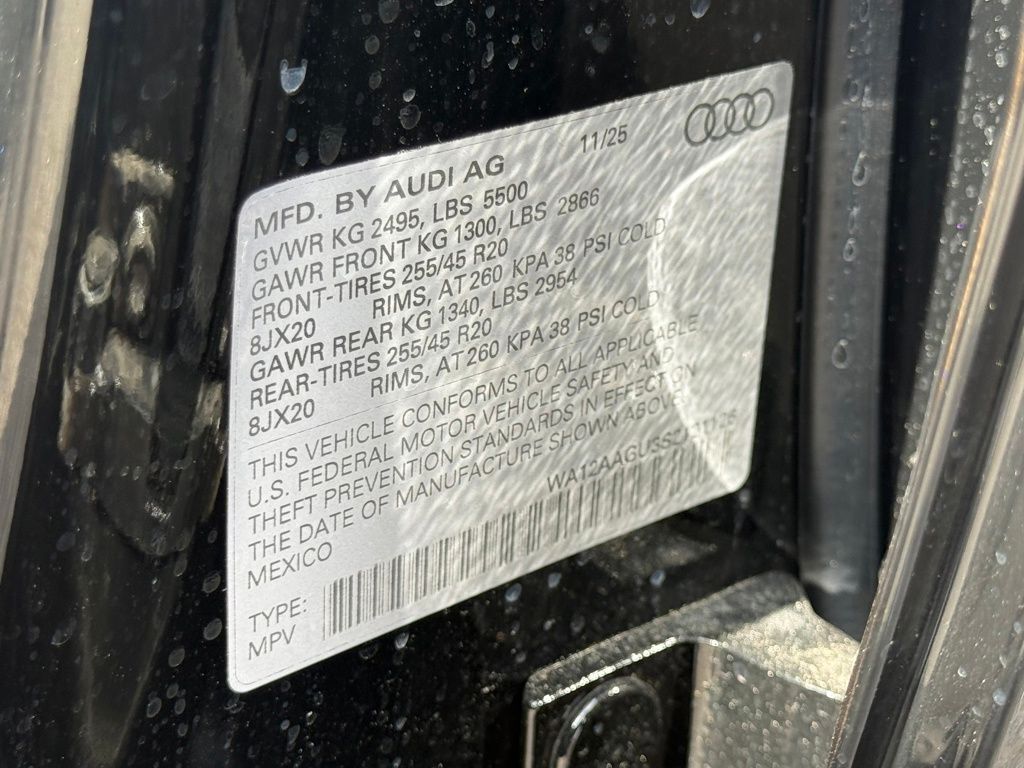 MFD. BY AUDI AG 11/25
GVWR KG 2495, LBS 5500
GAWR FRONT KG 1300, LBS 2866
FRONT-TIRES 255/45 R20
8JX20 RIMS, AT 260 KPA 38 PSI COLD
GAWR REAR KG 1340, LBS 2954
REAR-TIRES 255/45 R20
8JX20 RIMS, AT 260 KPA 38 PSI COLD
THIS VEHICLE CONFORMS TO ALL APPLICABLE
U.S. FEDERAL MOTOR VEHICLE SAFETY AND
THEFT PREVENTION STANDARDS IN EFFECT ON
THE DATE OF MANUFACTURE SHOWN ABOVE
MEXICO
TYPE:
MPV